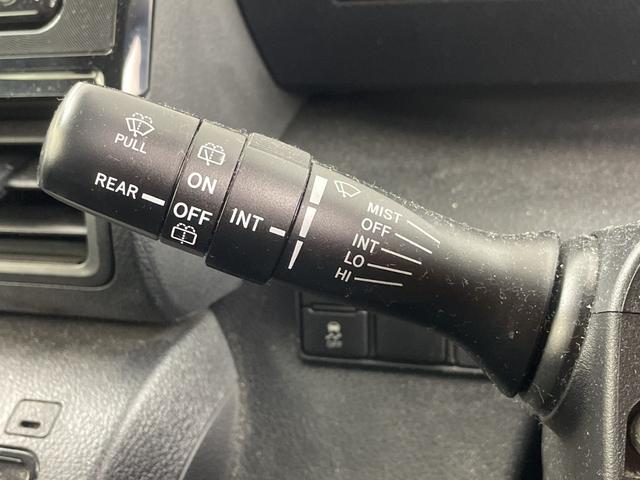 PULL
REAR
ON
OFF
INT
MIST
OFF
INT
LO
HI